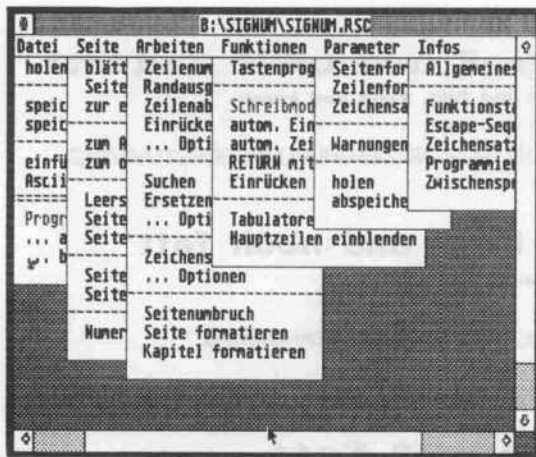 B:\SIGNUM\SIGNUM.RSC
Datei Seite Arbeiten Funktionen Parameter Infos
holen
speic
speic
einfü
Ascii
Progr
... a
... b
blätt
Seite
zur e
zum A
zum o
Leers
Seite
Seite
Seite
Seite
Numer
Zeilenum
Randausg
Zeilenab
Einrücke
... Opti
Suchen
Ersetzen
... Opti
Zeichens
... Optionen
Seitenumbruch
Seite formatieren
Kapitel formatieren
Tastenprog
Schreibmod
autom. Ein
autom. Zei
RETURN mit
Einrücken
Tabulatore
Hauptzeilen einblenden
Seitenfor
Zeilenfor
Zeichensa
Warnungen
holen
abspeiche
Allgemeines
Funktionsta
Escape-Sequ
Zeichensatz
Programmier
Zwischensp